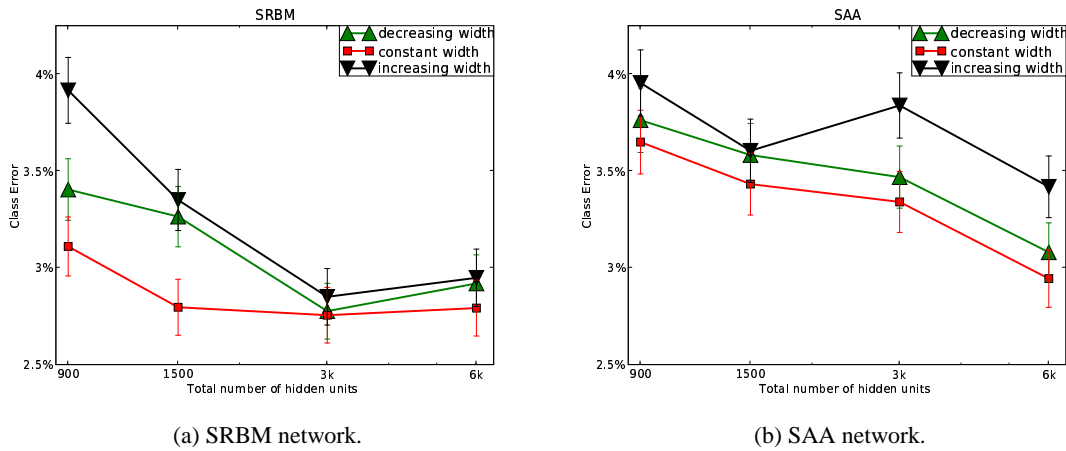 SRBM
decreasing width
constant width
increasing width
4%
3.5%
3%
2.5%
Class Error
900
1500
3k
6k
Total number of hidden units
(a) SRBM network.
SAA
decreasing width
constant width
increasing width
4%
3.5%
3%
2.5%
Class Error
900
1500
3k
6k
Total number of hidden units
(b) SAA network.